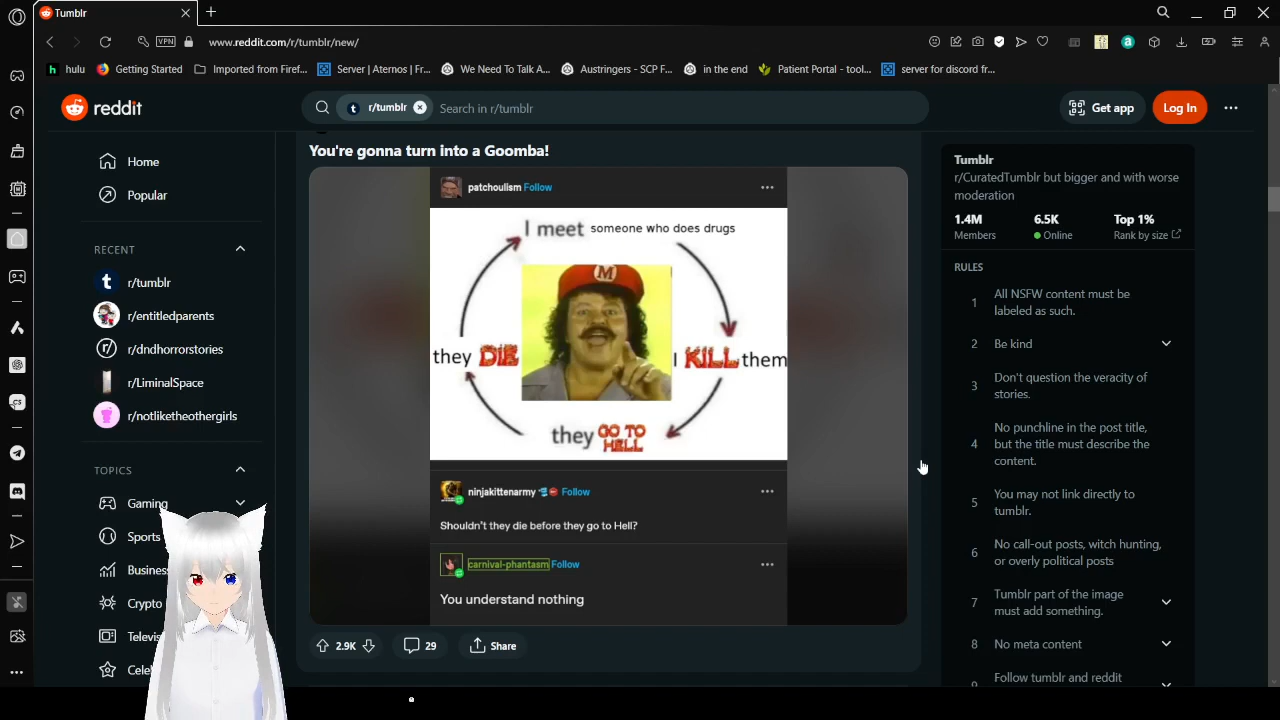 Tumblr
VPN
www.reddit.com/r/tumblr/new/
hulu
Getting Started
Imported from Firef...
Server | Aternos | Fr...
We Need To Talk A...
Austringers - SCP F...
in the end
Patient Portal - tool...
server for discord fr...
reddit
r/tumblr
Search in r/tumblr
Get app
Log In
Home
Popular
RECENT
r/tumblr
r/entitledparents
r/dndhorrorstories
r/LiminalSpace
r/notliketheothergirls
TOPICS
Gaming
Sports
Busines
Crypto
Televis
Celeb
You're gonna turn into a Goomba!
patchoulism Follow
I meet someone who does drugs
M
they DIE
I KILL them
they GO TO
HELL
ninjakittenarmy Follow
Shouldn't they die before they go to Hell?
carnival-phantasm Follow
You understand nothing
2.9K
29
Share
Tumblr
r/CuratedTumblr but bigger and with worse
moderation
1.4M
6.5K
Top 1%
Members
Online
Rank by size
RULES
1 All NSFW content must be
labeled as such.
2 Be kind
3 Don't question the veracity of
stories.
4 No punchline in the post title,
but the title must describe the
content.
5 You may not link directly to
tumblr.
6 No call-out posts, witch hunting,
or overly political posts
7 Tumblr part of the image
must add something.
8 No meta content
Follow tumblr and reddit